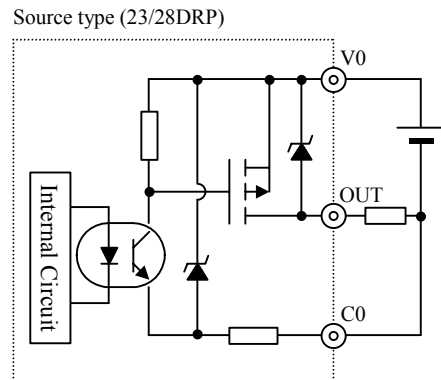 Source type (23/28DRP)
V0
Internal Circuit
OUT
C0